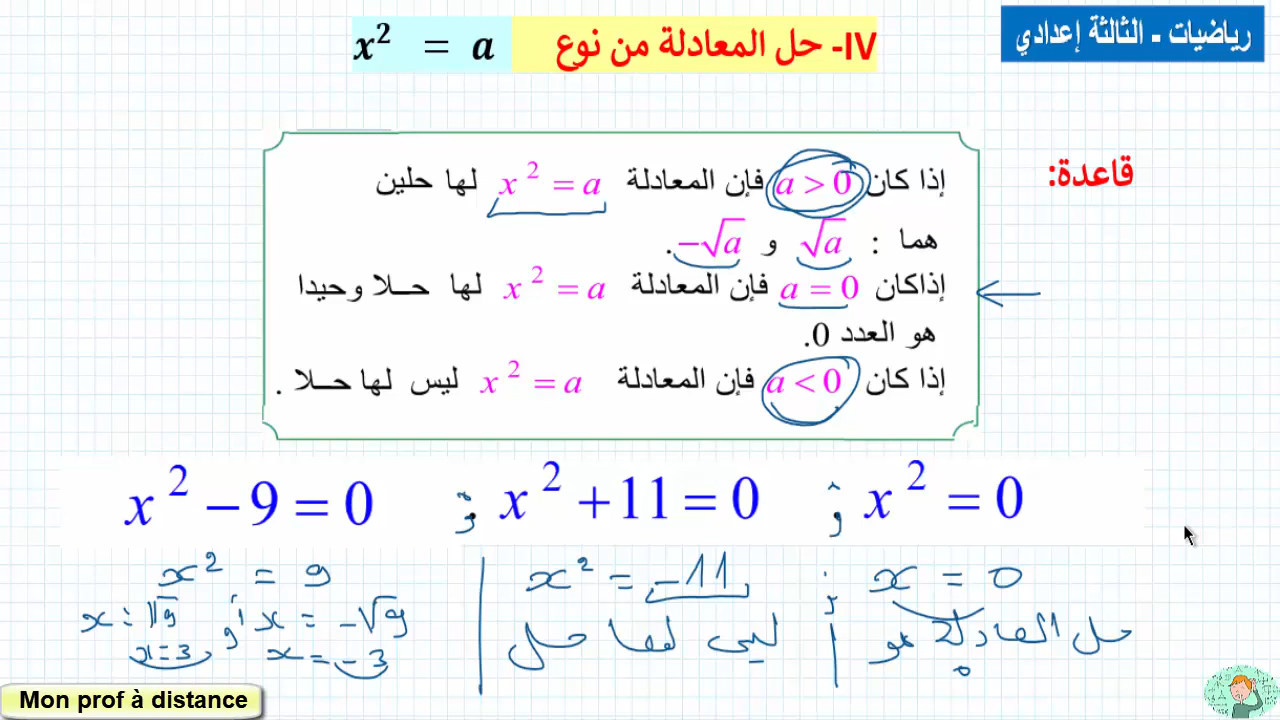 رياضيات - الثالثة إعدادي
IV- حل المعادلة من نوع x² = a
قاعدة:
إذا كان a > 0 فإن المعادلة x² = a لها حلين
هما : √a و -√a .
إذاكان a = 0 فإن المعادلة x² = a لها حلا وحيدا
هو العدد 0.
إذا كان a < 0 فإن المعادلة x² = a ليس لها حلا .
x² = 0 ; x² + 11 = 0 ; x² - 9 = 0
x = 0
حل المعادلة هو
0
x² = -11
ليس لها حل
x² = 9
x = √9 أو x = -√9
x = 3 x = -3
Mon prof à distance